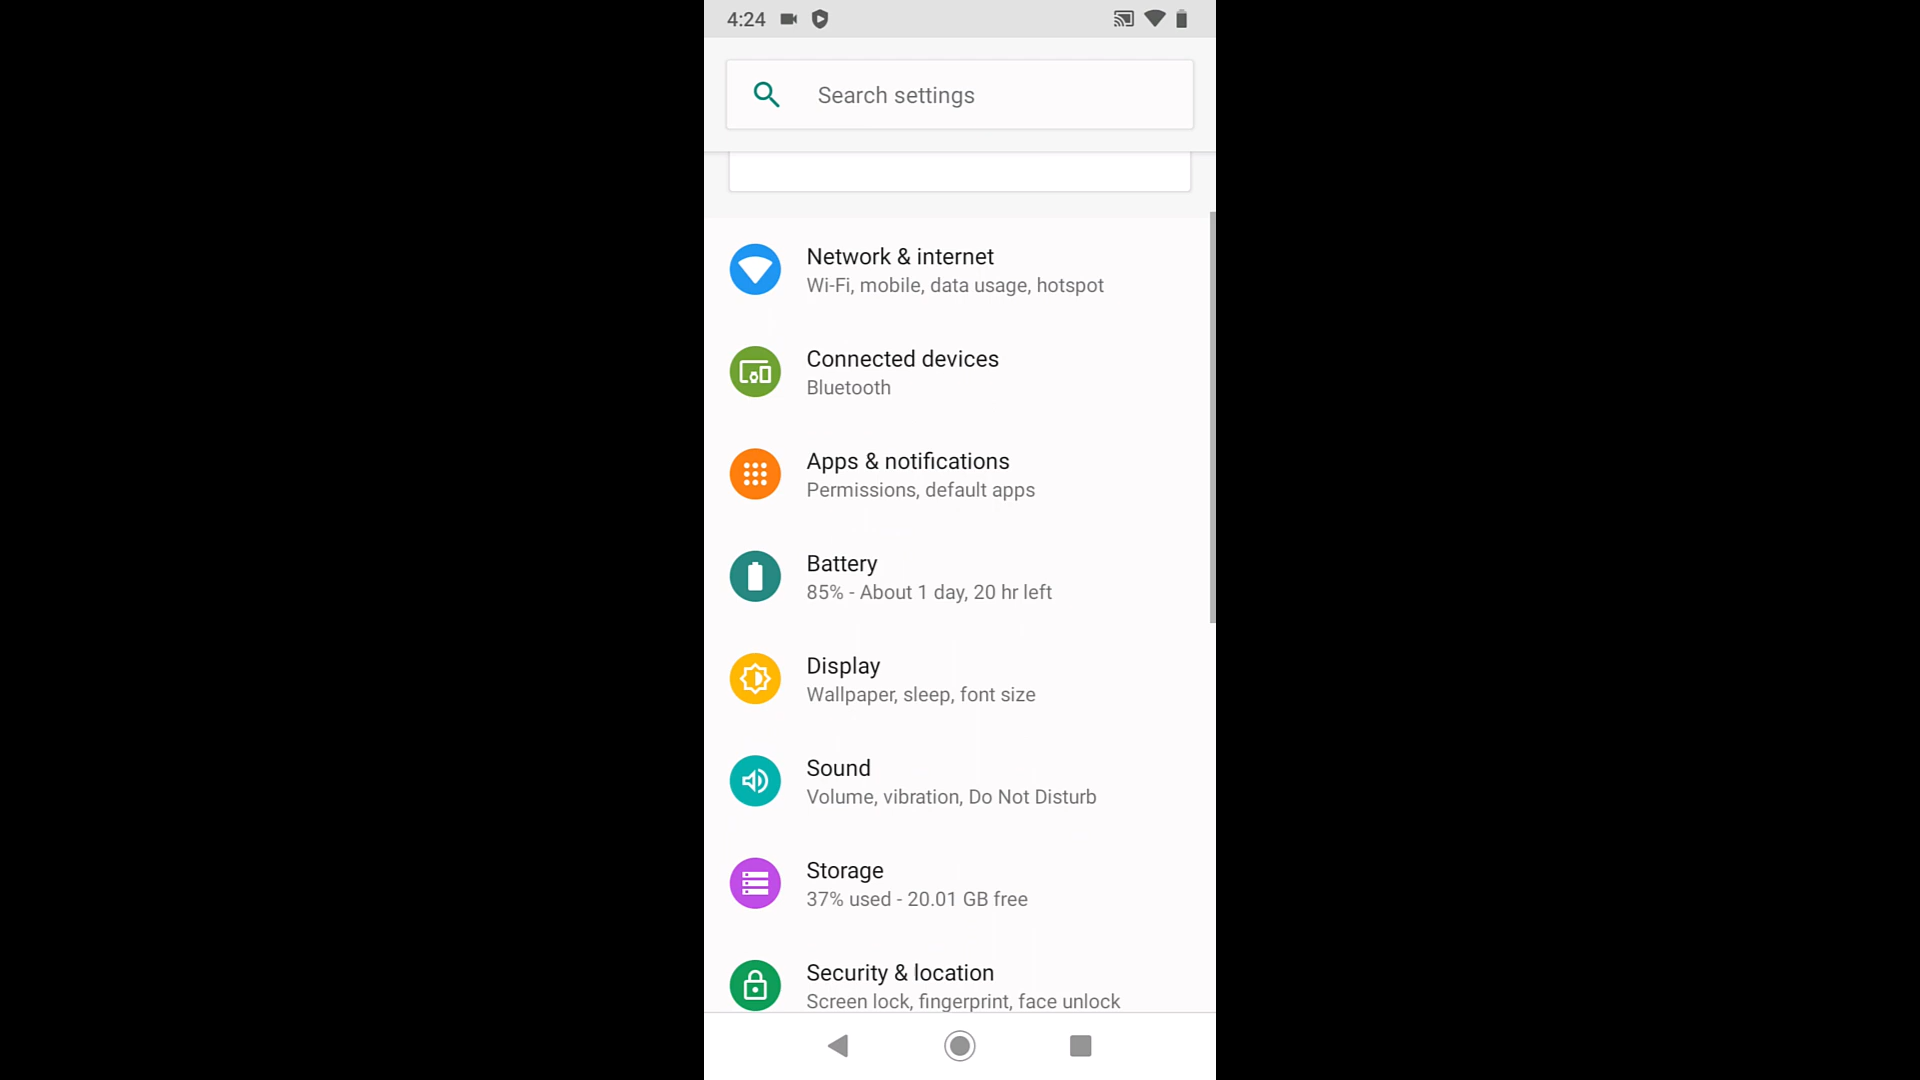 4:24
Search settings
Network & internet
Wi-Fi, mobile, data usage, hotspot
Connected devices
Bluetooth
Apps & notifications
Permissions, default apps
Battery
85% - About 1 day, 20 hr left
Display
Wallpaper, sleep, font size
Sound
Volume, vibration, Do Not Disturb
Storage
37% used - 20.01 GB free
Security & location
Screen lock, fingerprint, face unlock